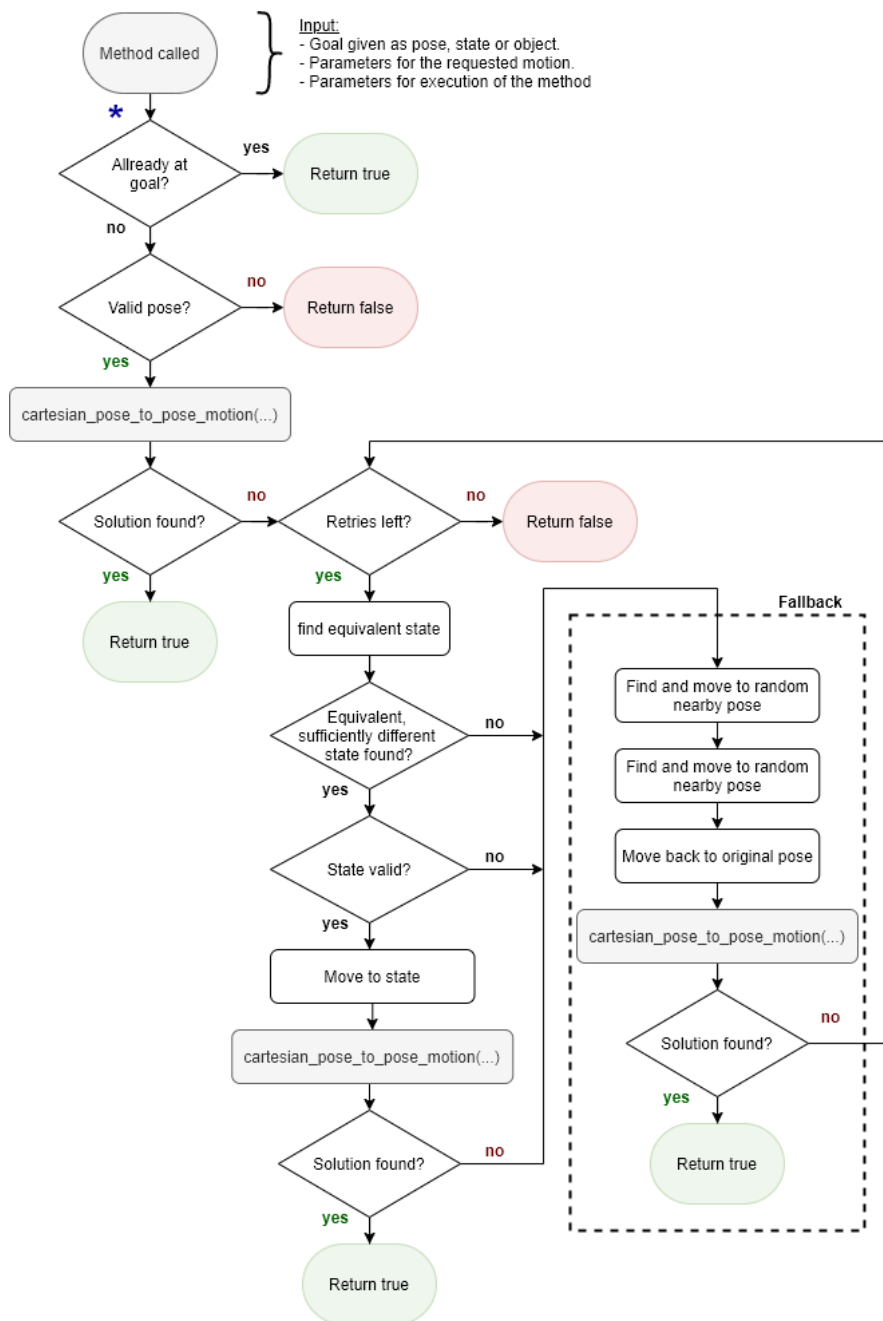 Method called
Input:
- Goal given as pose, state or object.
- Parameters for the requested motion.
- Parameters for execution of the method
*
Allready at
goal?
yes
Return true
no
Valid pose?
no
Return false
yes
cartesian_pose_to_pose_motion(...)
Solution found?
no
Retries left?
no
Return false
yes
Return true
yes
find equivalent state
Equivalent,
sufficiently different
state found?
no
yes
State valid?
no
yes
Move to state
cartesian_pose_to_pose_motion(...)
Solution found?
no
yes
Return true
Fallback
Find and move to random
nearby pose
Find and move to random
nearby pose
Move back to original pose
cartesian_pose_to_pose_motion(...)
Solution found?
no
yes
Return true